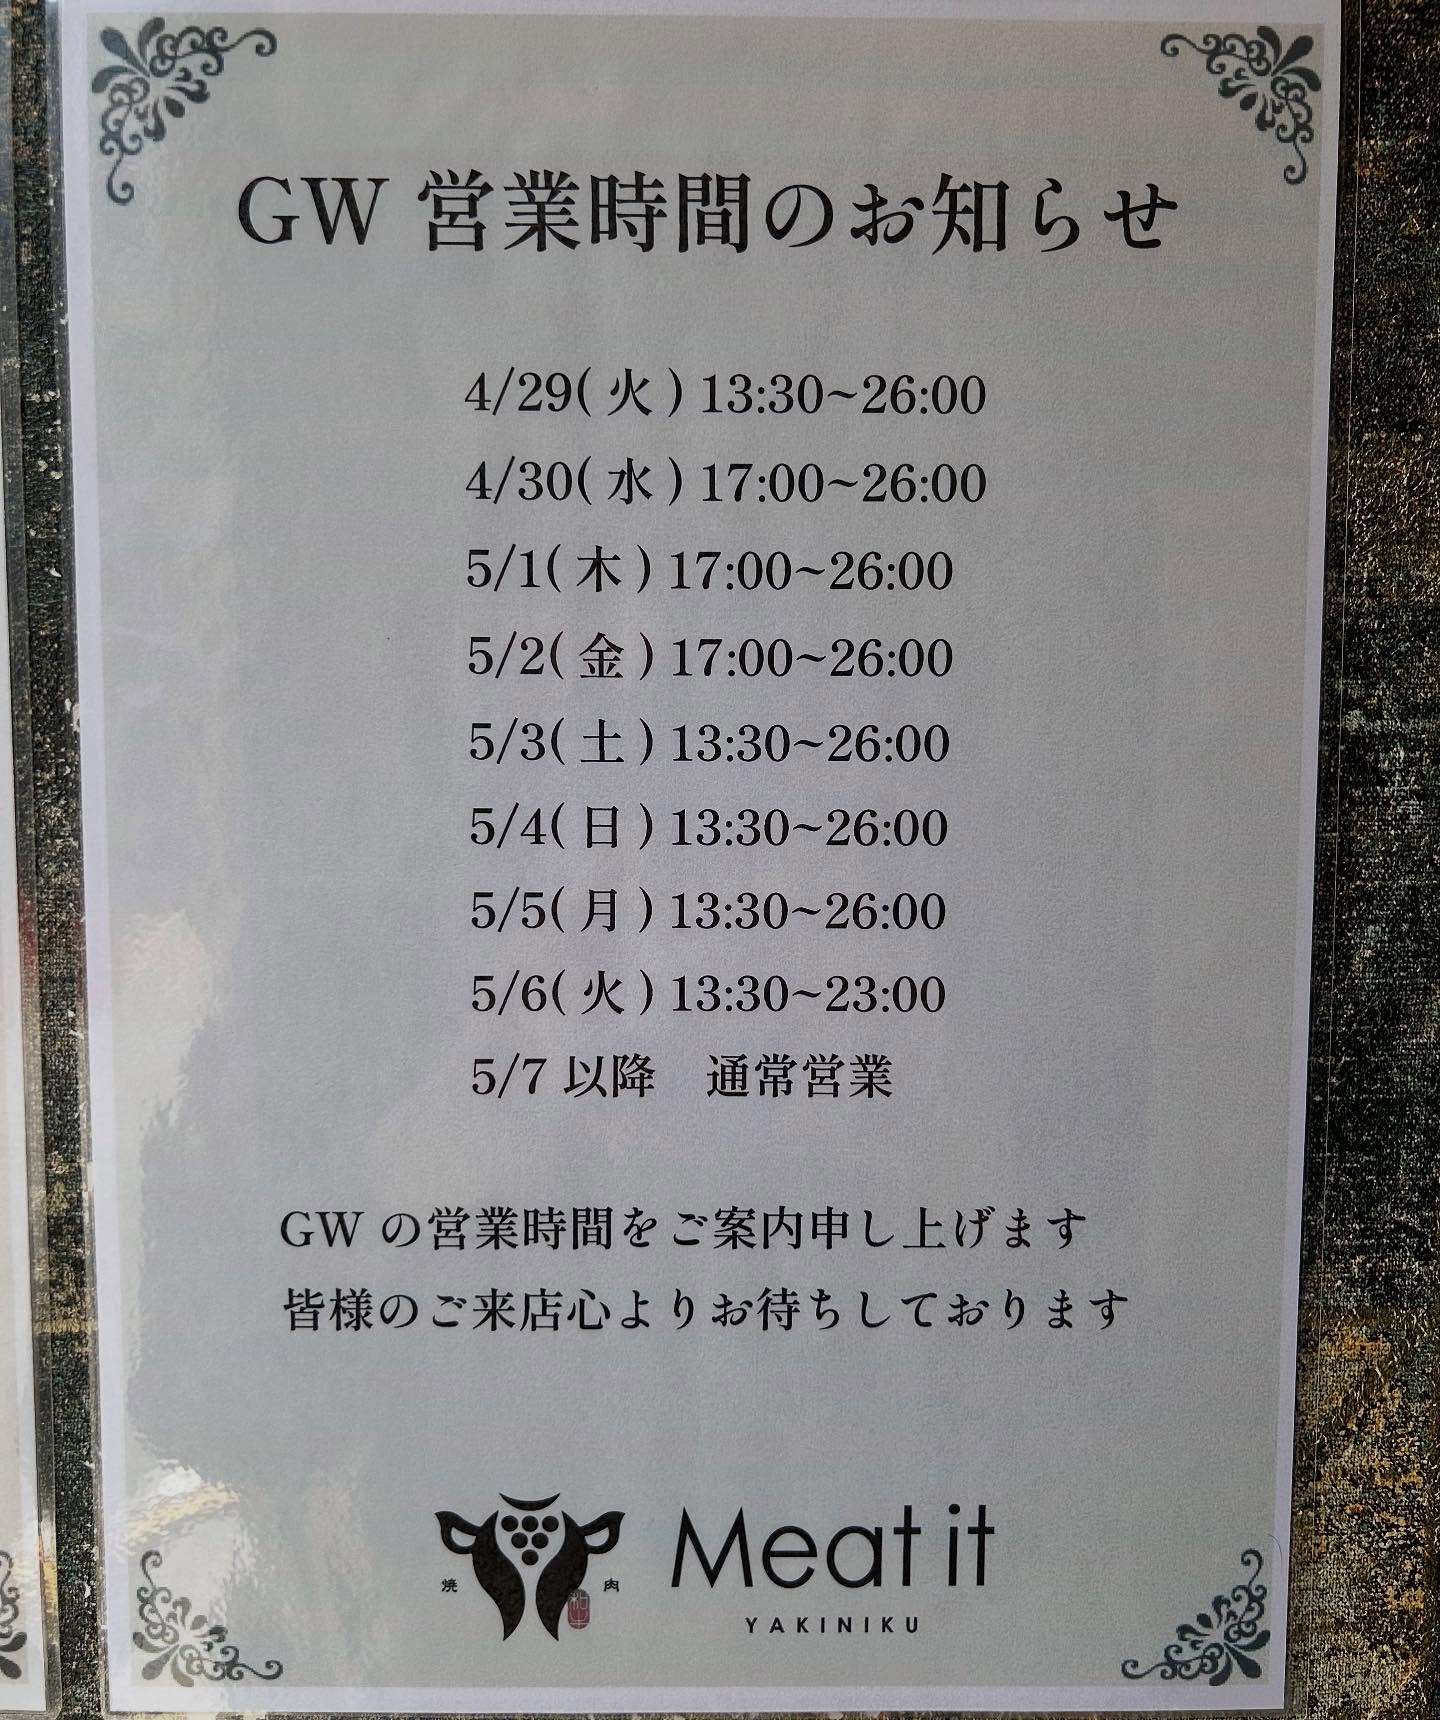 GW 営業時間のお知らせ
4/29( 火 ) 13:30~26:00
4/30( 水 ) 17:00~26:00
5/1( 木 ) 17:00~26:00
5/2( 金 ) 17:00~26:00
5/3( 土 ) 13:30~26:00
5/4( 日 ) 13:30~26:00
5/5( 月 ) 13:30~26:00
5/6( 火 ) 13:30~23:00
5/7 以降　通常営業
GW の営業時間をご案内申し上げます
皆様のご来店心よりお待ちしております
焼 肉
Meat it
YAKINIKU